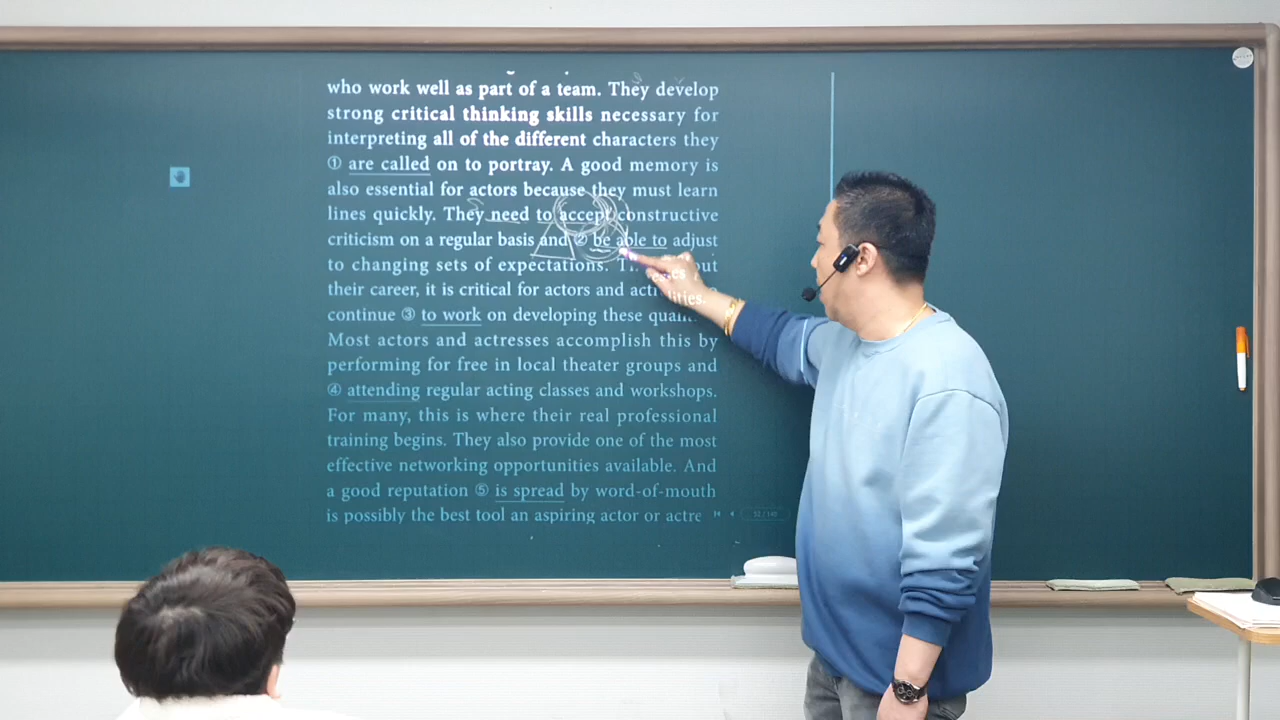 who work well as part of a team. They develop
strong critical thinking skills necessary for
interpreting all of the different characters they
① are called on to portray. A good memory is
also essential for actors because they must learn
lines quickly. They need to accept constructive
criticism on a regular basis and ② be able to adjust
to changing sets of expectations.
their career, it is critical for actors and
continue ③ to work on developing these
Most actors and actresses accomplish this by
performing for free in local theater groups and
④ attending regular acting classes and workshops.
For many, this is where their real professional
training begins. They also provide one of the most
effective networking opportunities available. And
a good reputation ⑤ is spread by word-of-mouth
is possibly the best tool an aspiring actor or actre